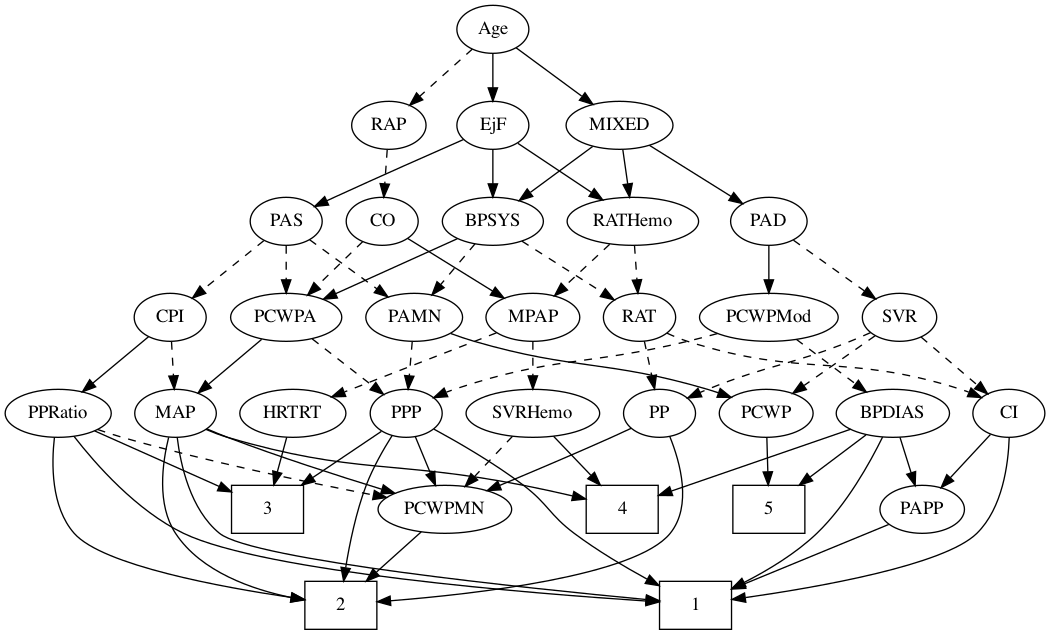 Age
RAP EjF MIXED
PAS CO BPSYS RATHemo PAD
CPI PCWPA PAMN MPAP RAT PCWPMod SVR
PPRatio MAP HRTRT PPP SVRHemo PP PCWP BPDIAS CI
3 PCWPMN 4 5 PAPP
2 1